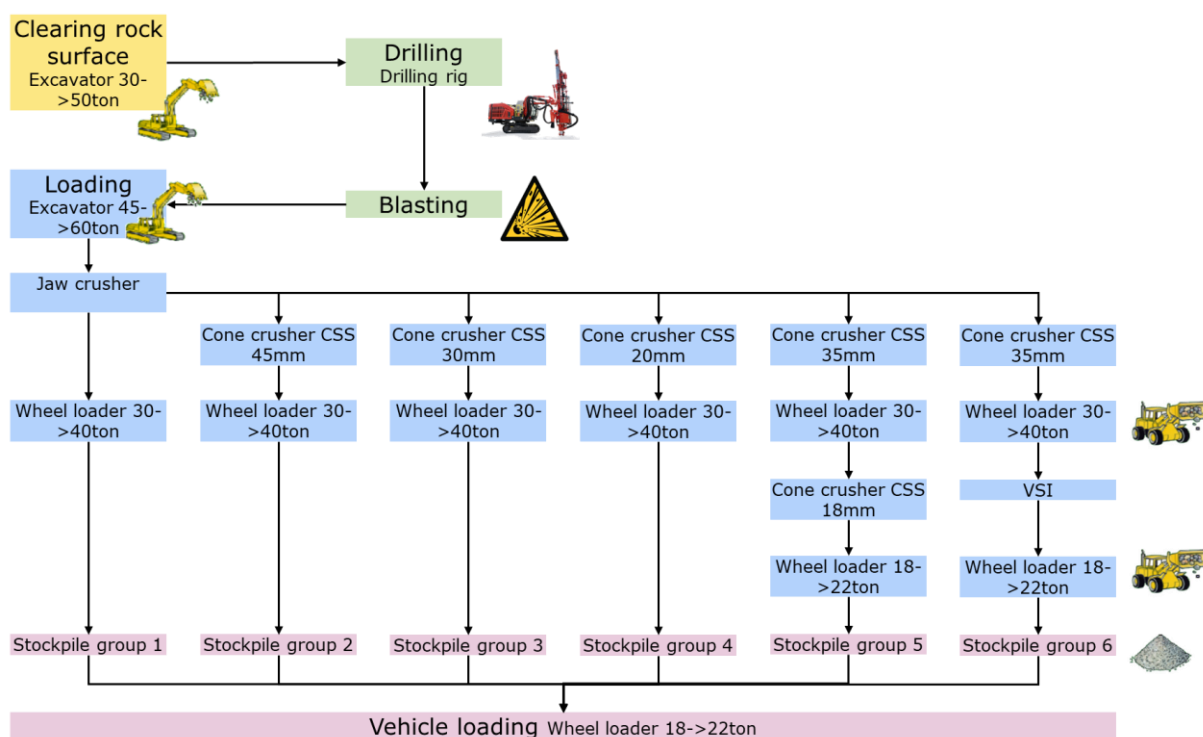 Clearing rock
surface
Excavator 30-
>50ton
Drilling
Drilling rig
Loading
Excavator 45-
>60ton
Blasting
Jaw crusher
Cone crusher CSS
45mm
Cone crusher CSS
30mm
Cone crusher CSS
20mm
Cone crusher CSS
35mm
Cone crusher CSS
35mm
Wheel loader 30-
>40ton
Wheel loader 30-
>40ton
Wheel loader 30-
>40ton
Wheel loader 30-
>40ton
Wheel loader 30-
>40ton
Wheel loader 30-
>40ton
Cone crusher CSS
18mm
VSI
Wheel loader 18-
>22ton
Wheel loader 18-
>22ton
Stockpile group 1
Stockpile group 2
Stockpile group 3
Stockpile group 4
Stockpile group 5
Stockpile group 6
Vehicle loading Wheel loader 18->22ton